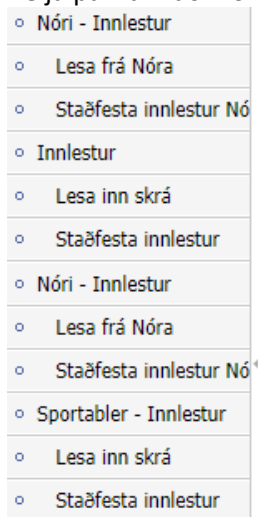 Nóri - Innlestur
Lesa frá Nóra
Staðfesta innlestur Nó
Innlestur
Lesa inn skrá
Staðfesta innlestur
Nóri - Innlestur
Lesa frá Nóra
Staðfesta innlestur Nó
Sportabler - Innlestur
Lesa inn skrá
Staðfesta innlestur